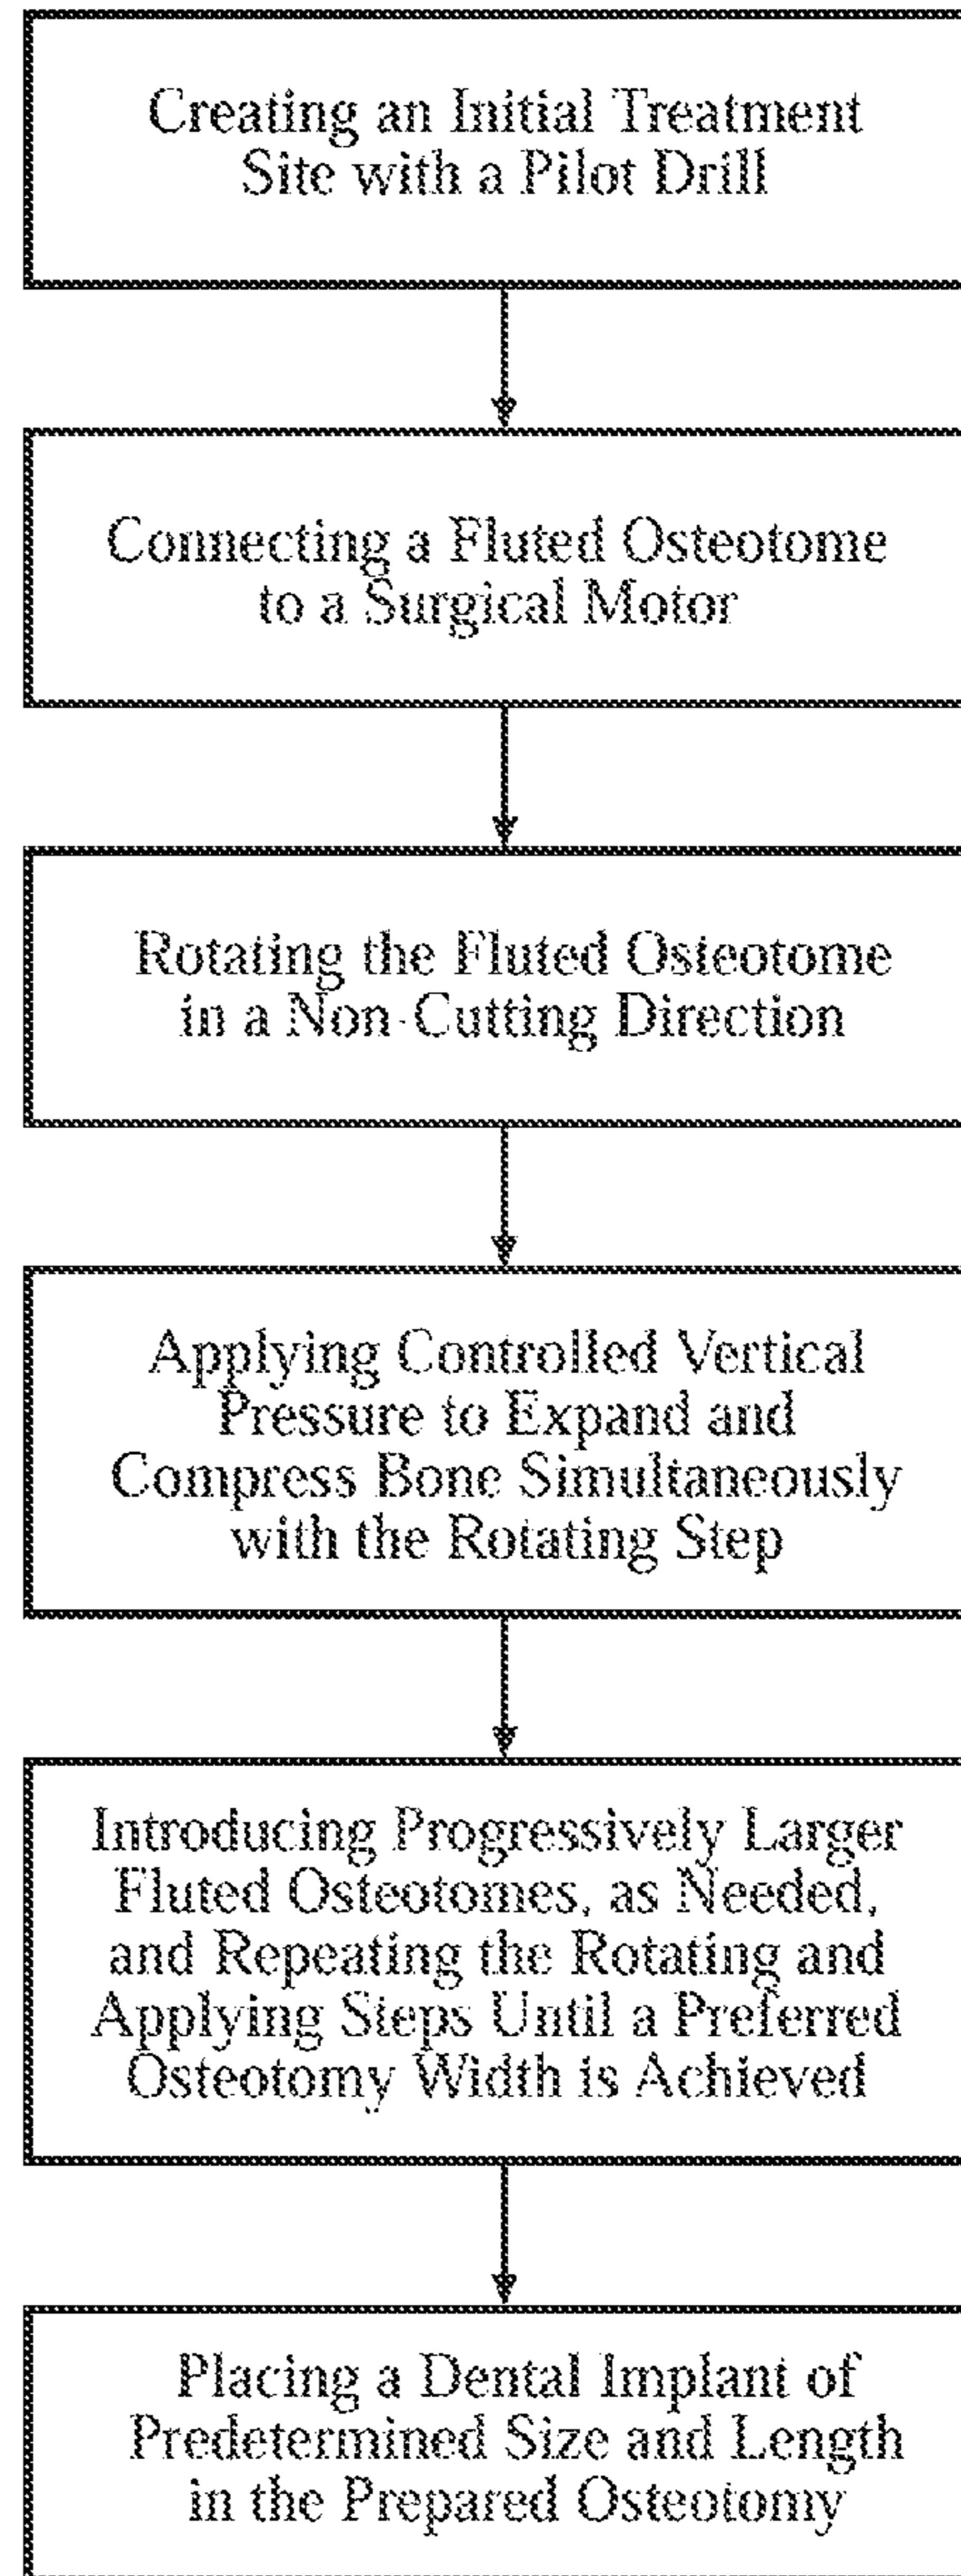 Creating an Initial Treatment
Site with a Pilot Drill
Connecting a Fluted Osteotome
to a Surgical Motor
Rotating the Fluted Osteotome
in a Non-Cutting Direction
Applying Controlled Vertical
Pressure to Expand and
Compress Bone Simultaneously
with the Rotating Step
Introducing Progressively Larger
Fluted Osteotomes, as Needed,
and Repeating the Rotating and
Applying Steps Until a Preferred
Osteotomy Width is Achieved
Placing a Dental Implant of
Predetermined Size and Length
in the Prepared Osteotomy